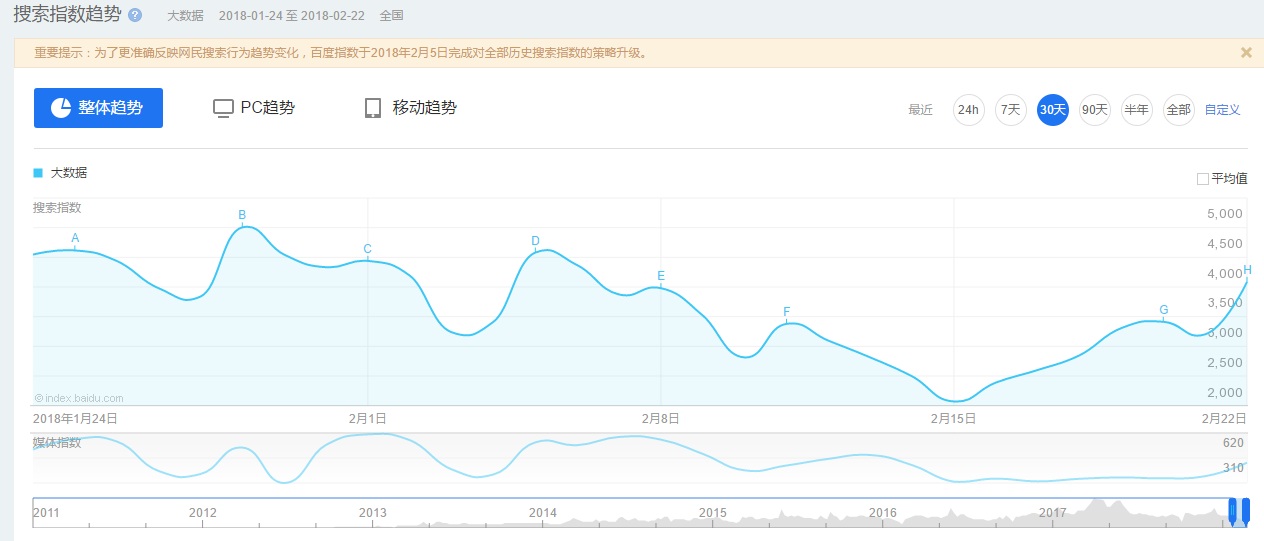 搜索指数趋势 ? 大数据 2018-01-24 至 2018-02-22 全国
重要提示：为了更准确反映网民搜索行为趋势变化，百度指数于2018年2月5日完成对全部历史搜索指数的策略升级。 ×
整体趋势 PC趋势 移动趋势 最近 24h 7天 30天 90天 半年 全部 自定义
大数据
平均值
搜索指数
5,000
4,500
4,000
3,500
3,000
2,500
2,000
A
B
C
D
E
F
G
H
©index.baidu.com
2018年1月24日 2月1日 2月8日 2月15日 2月22日
媒体指数
620
310
2011 2012 2013 2014 2015 2016 2017